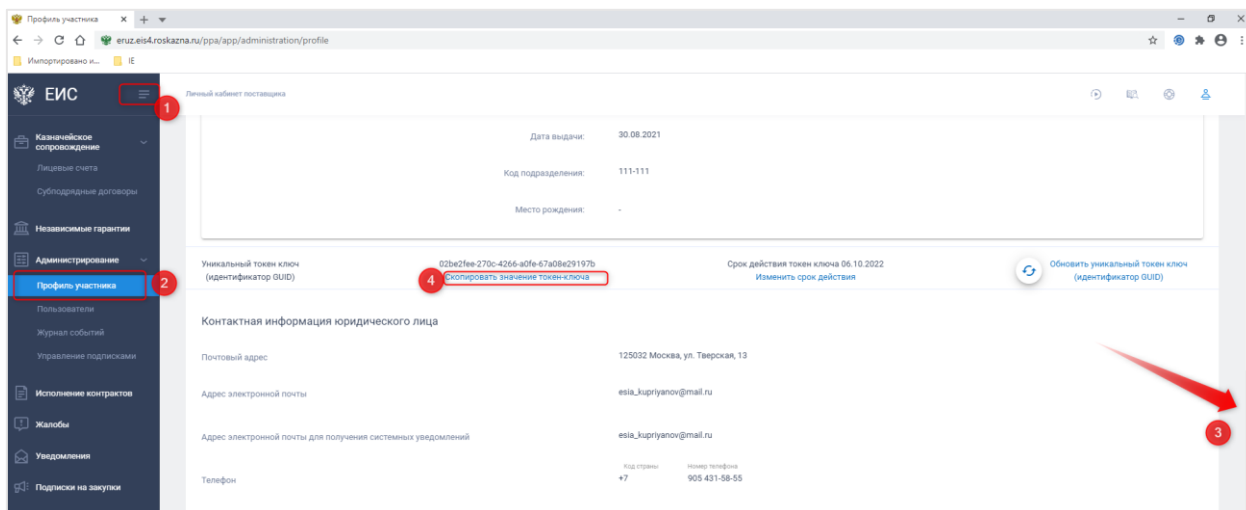 Профиль участника
eruz.eis4.roskazna.ru/ppa/app/administration/profile
Импортировано и...
IE
ЕИС
1
Личный кабинет поставщика
Казначейское
сопровождение
Лицевые счета
Субподрядные договоры
Независимые гарантии
Администрирование
Профиль участника
2
Пользователи
Журнал событий
Управление подписками
Исполнение контрактов
Жалобы
Уведомления
Подписки на закупки
Дата выдачи:
30.08.2021
Код подразделения:
111-111
Место рождения:
-
Уникальный токен ключ
(идентификатор GUID)
02be2fee-270c-4266-a0fe-67a08e29197b
4
Скопировать значение токен-ключа
Срок действия токен ключа 06.10.2022
Изменить срок действия
Обновить уникальный токен ключ
(идентификатор GUID)
Контактная информация юридического лица
Почтовый адрес
125032 Москва, ул. Тверская, 13
Адрес электронной почты
esia_kupriyanov@mail.ru
Адрес электронной почты для получения системных уведомлений
esia_kupriyanov@mail.ru
3
Телефон
Код страны
+7
Номер телефона
905 431-58-55